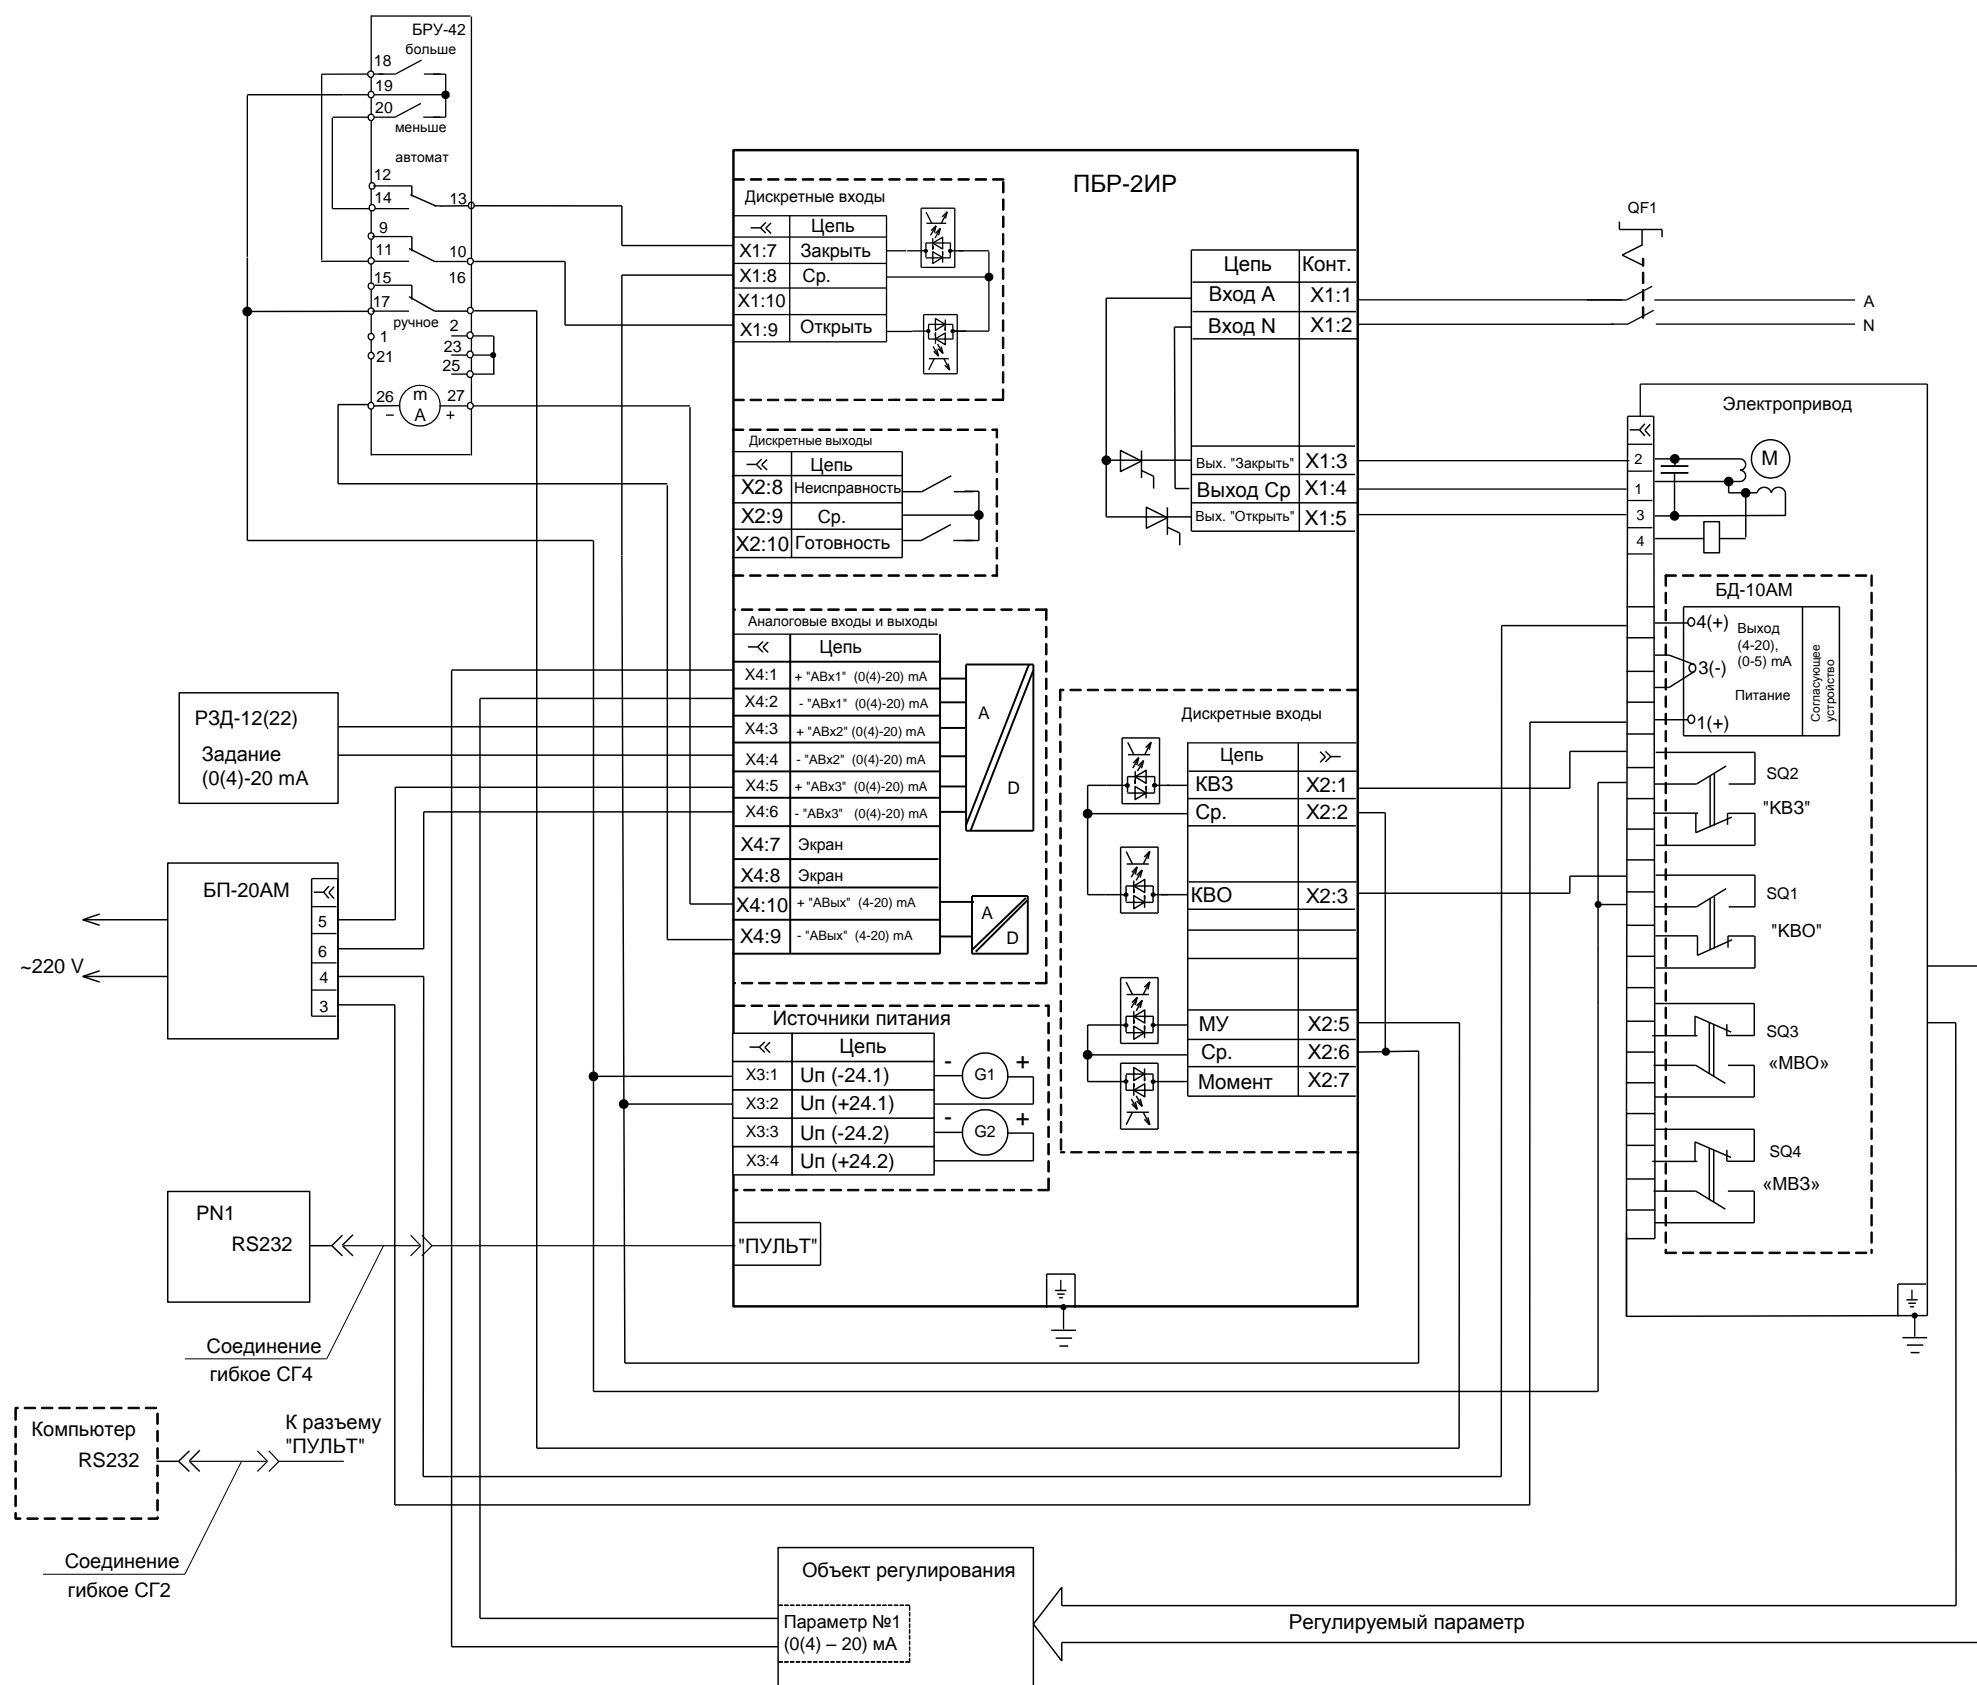 БРУ-42
больше
18
19
20
меньше
автомат
12
14
13
9
11
10
15
16
17
ручное
2
1
23
21
25
26
m
A
27
−
+
ПБР-2ИР
Дискретные входы
Цепь
X1:7 Закрыть
X1:8 Ср.
X1:10
X1:9 Открыть
Дискретные выходы
Цепь
X2:8 Неисправность
X2:9 Ср.
X2:10 Готовность
Аналоговые входы и выходы
Цепь
X4:1 + "АВх1" (0(4)-20) mA
X4:2 - "АВх1" (0(4)-20) mA
X4:3 + "АВх2" (0(4)-20) mA
X4:4 - "АВх2" (0(4)-20) mA
X4:5 + "АВх3" (0(4)-20) mA
X4:6 - "АВх3" (0(4)-20) mA
X4:7 Экран
X4:8 Экран
X4:10 + "АВых" (4-20) mA
X4:9 - "АВых" (4-20) mA
A
D
A
D
Источники питания
Цепь
X3:1 Uп (-24.1)
X3:2 Uп (+24.1)
X3:3 Uп (-24.2)
X3:4 Uп (+24.2)
- G1 +
- G2 +
"ПУЛЬТ"
Цепь Конт.
Вход A X1:1
Вход N X1:2
Вых. "Закрыть" X1:3
Выход Ср X1:4
Вых. "Открыть" X1:5
Дискретные входы
Цепь
КВЗ X2:1
Ср. X2:2
КВО X2:3
МУ X2:5
Ср. X2:6
Момент X2:7
QF1
A
N
Электропривод
2
1
3
4
M
БД-10АМ
4(+)
3(-)
1(+)
Выход
(4-20),
(0-5) mA
Питание
Согласующее
устройство
SQ2
"КВЗ"
SQ1
"КВО"
SQ3
«МВО»
SQ4
«МВЗ»
РЗД-12(22)
Задание
(0(4)-20 mA
БП-20АМ
5
6
4
3
~220 V
PN1
RS232
Соединение
гибкое СГ4
Компьютер
RS232
К разъему
"ПУЛЬТ"
Соединение
гибкое СГ2
Объект регулирования
Параметр №1
(0(4) – 20) мА
Регулируемый параметр